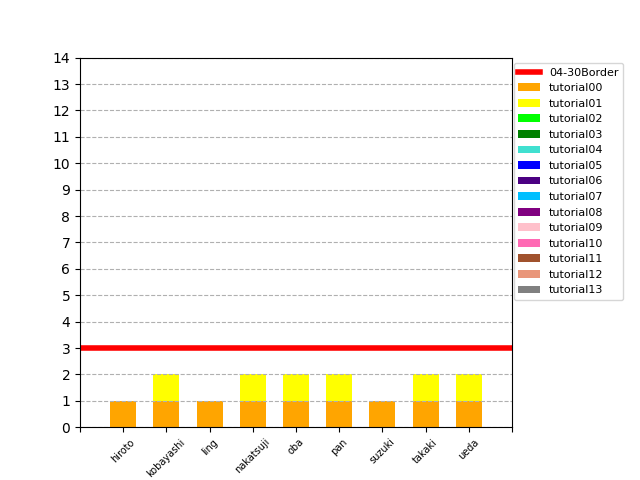 14
13
12
11
10
9
8
7
6
5
4
3
2
1
0
hiroto
kobayashi
ling
nakatsuji
oba
pan
suzuki
takaki
ueda
04-30Border
tutorial00
tutorial01
tutorial02
tutorial03
tutorial04
tutorial05
tutorial06
tutorial07
tutorial08
tutorial09
tutorial10
tutorial11
tutorial12
tutorial13